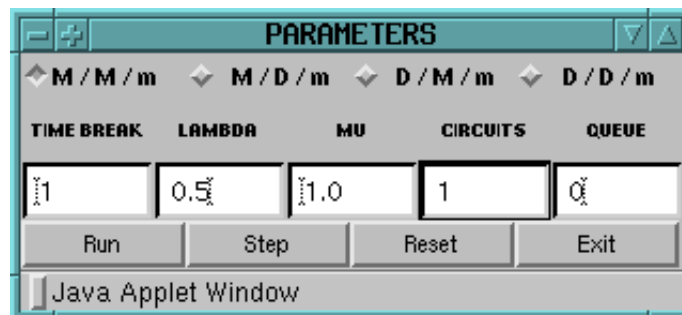 PARAMETERS
M / M / m M / D / m D / M / m D / D / m
TIME BREAK LAMBDA MU CIRCUITS QUEUE
1 0.5 1.0 1 0
Run Step Reset Exit
Java Applet Window